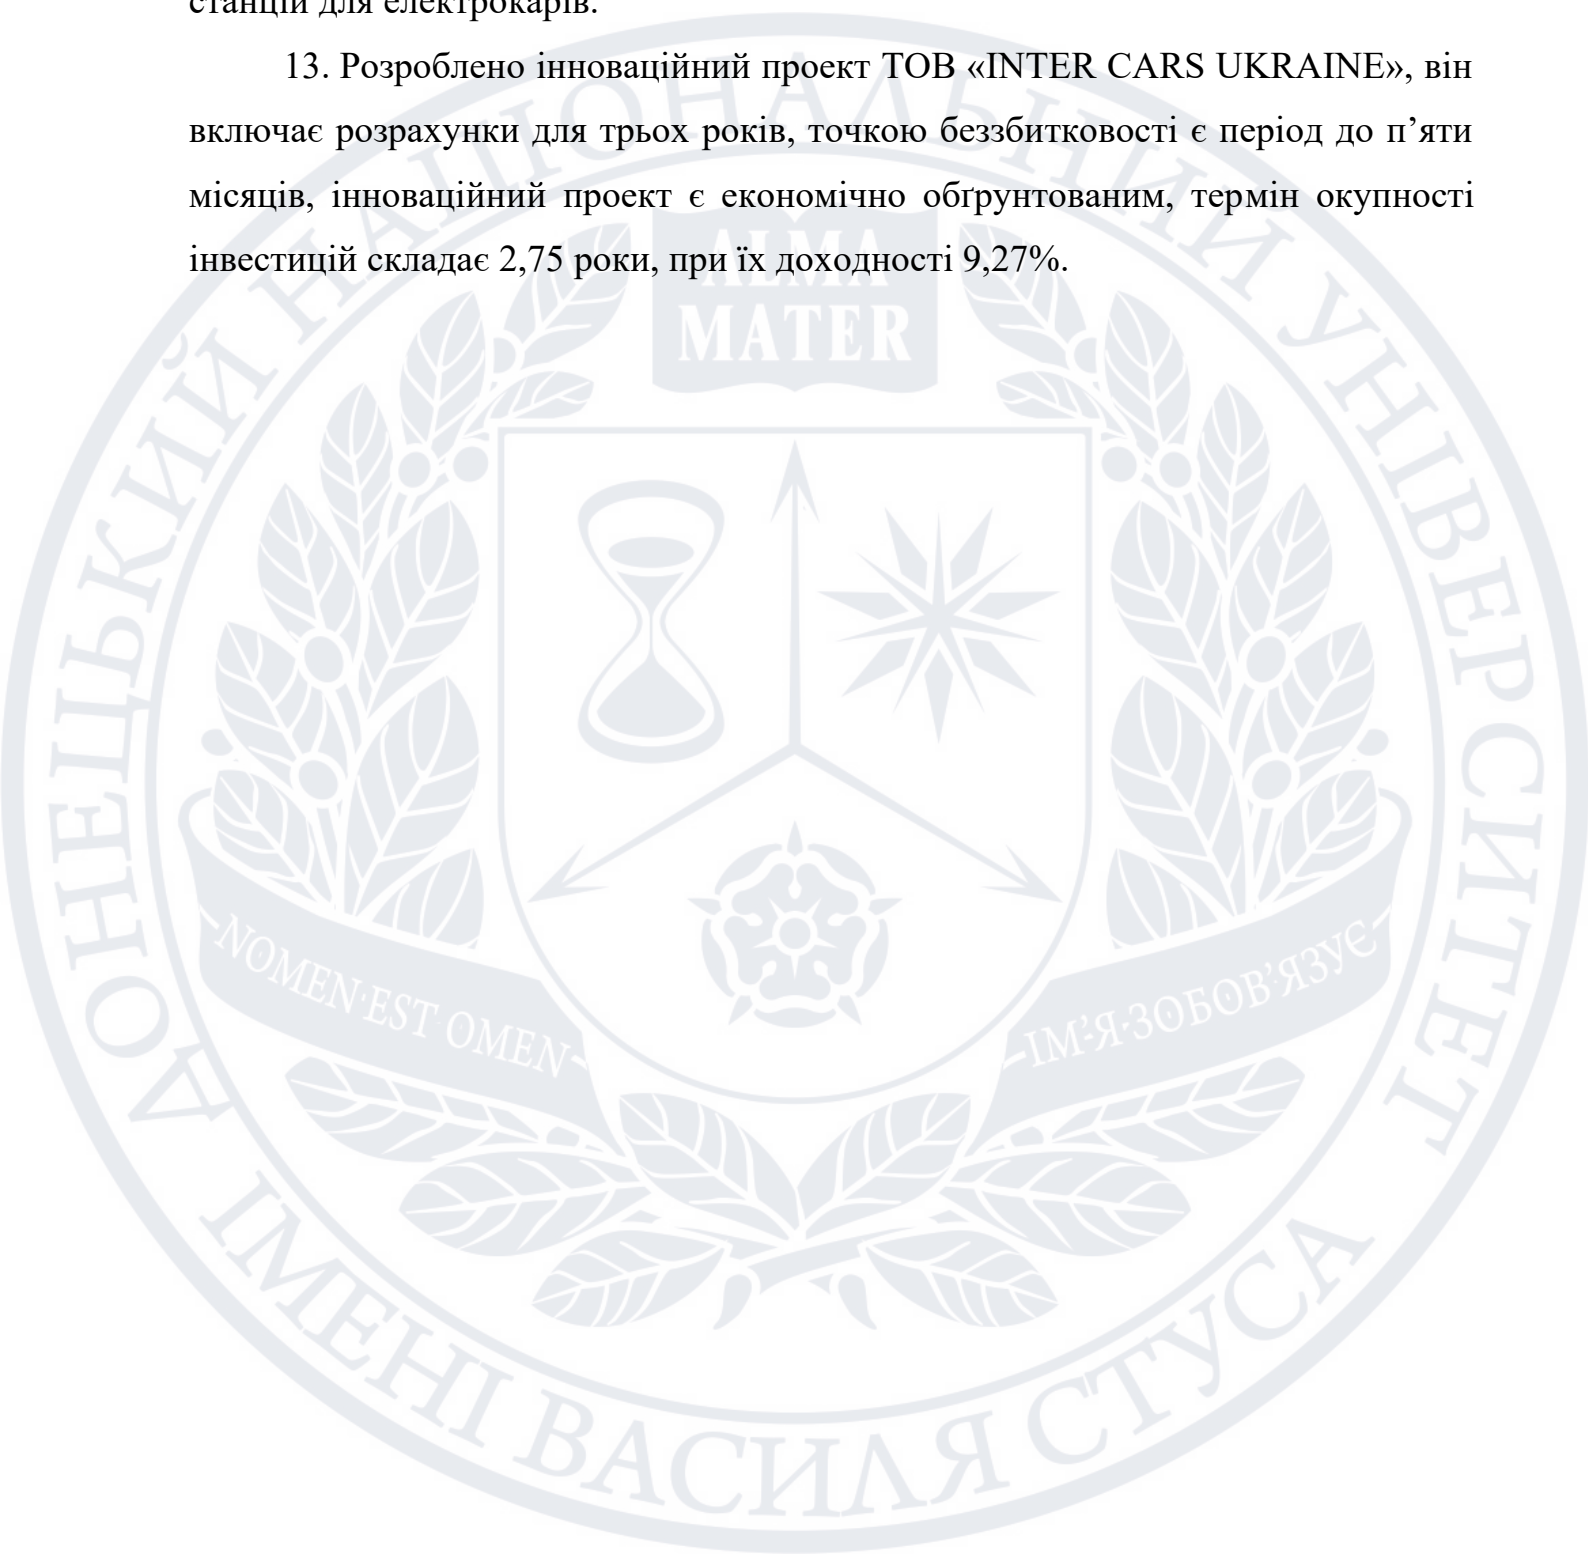 станцій для електрокарів.
13. Розроблено інноваційний проект ТОВ «INTER CARS UKRAINE», він
включає розрахунки для трьох років, точкою беззбитковості є період до п’яти
місяців, інноваційний проект є економічно обґрунтованим, термін окупності
інвестицій складає 2,75 роки, при їх доходності 9,27%.
ДОНЕЦЬКИЙ НАЦІОНАЛЬНИЙ УНІВЕРСИТЕТ
ALMA
MATER
NOMEN EST OMEN
ІМ’Я ЗОБОВ’ЯЗУЄ
ІМЕНІ ВАСИЛЯ СТУСА